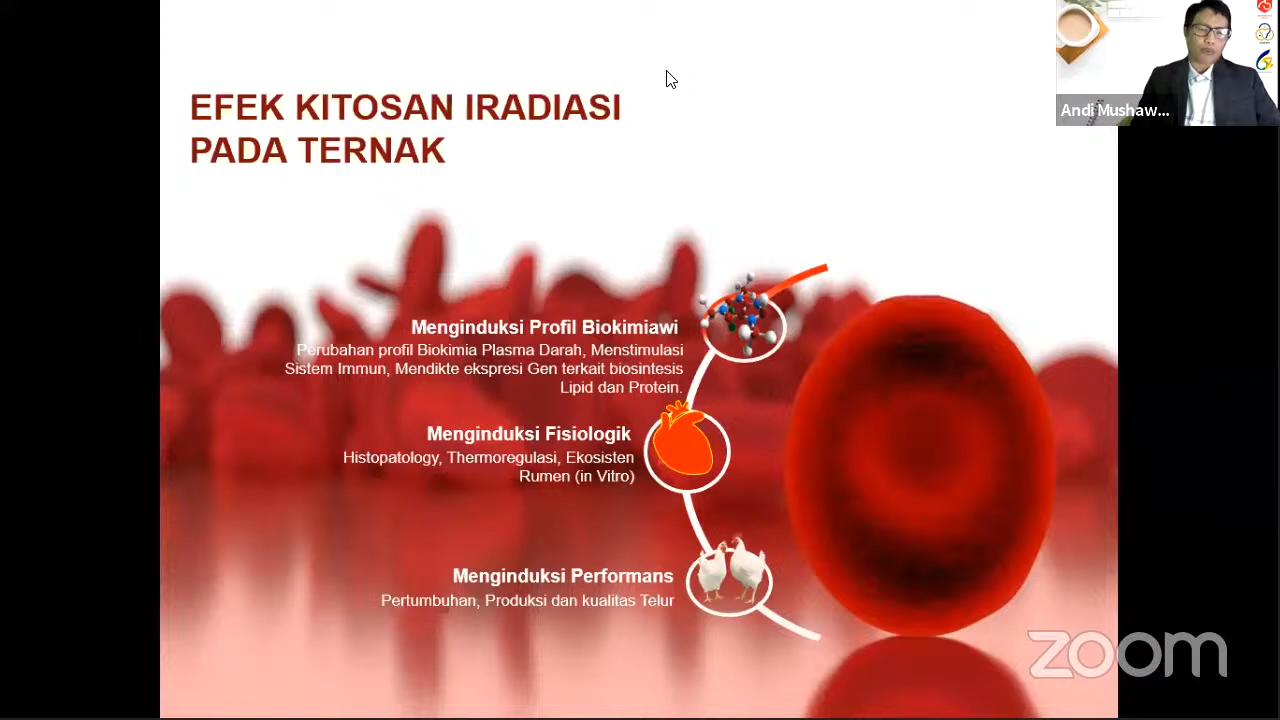 EFEK KITOSAN IRADIASI
PADA TERNAK
Andi Mushaw...
Menginduksi Profil Biokimiawi
Perubahan profil Biokimia Plasma Darah, Menstimulasi
Sistem Immun, Mendikte ekspresi Gen terkait biosintesis
Lipid dan Protein.
Menginduksi Fisiologik
Histopatology, Thermoregulasi, Ekosisten
Rumen (in Vitro)
Menginduksi Performans
Pertumbuhan, Produksi dan kualitas Telur
zoom